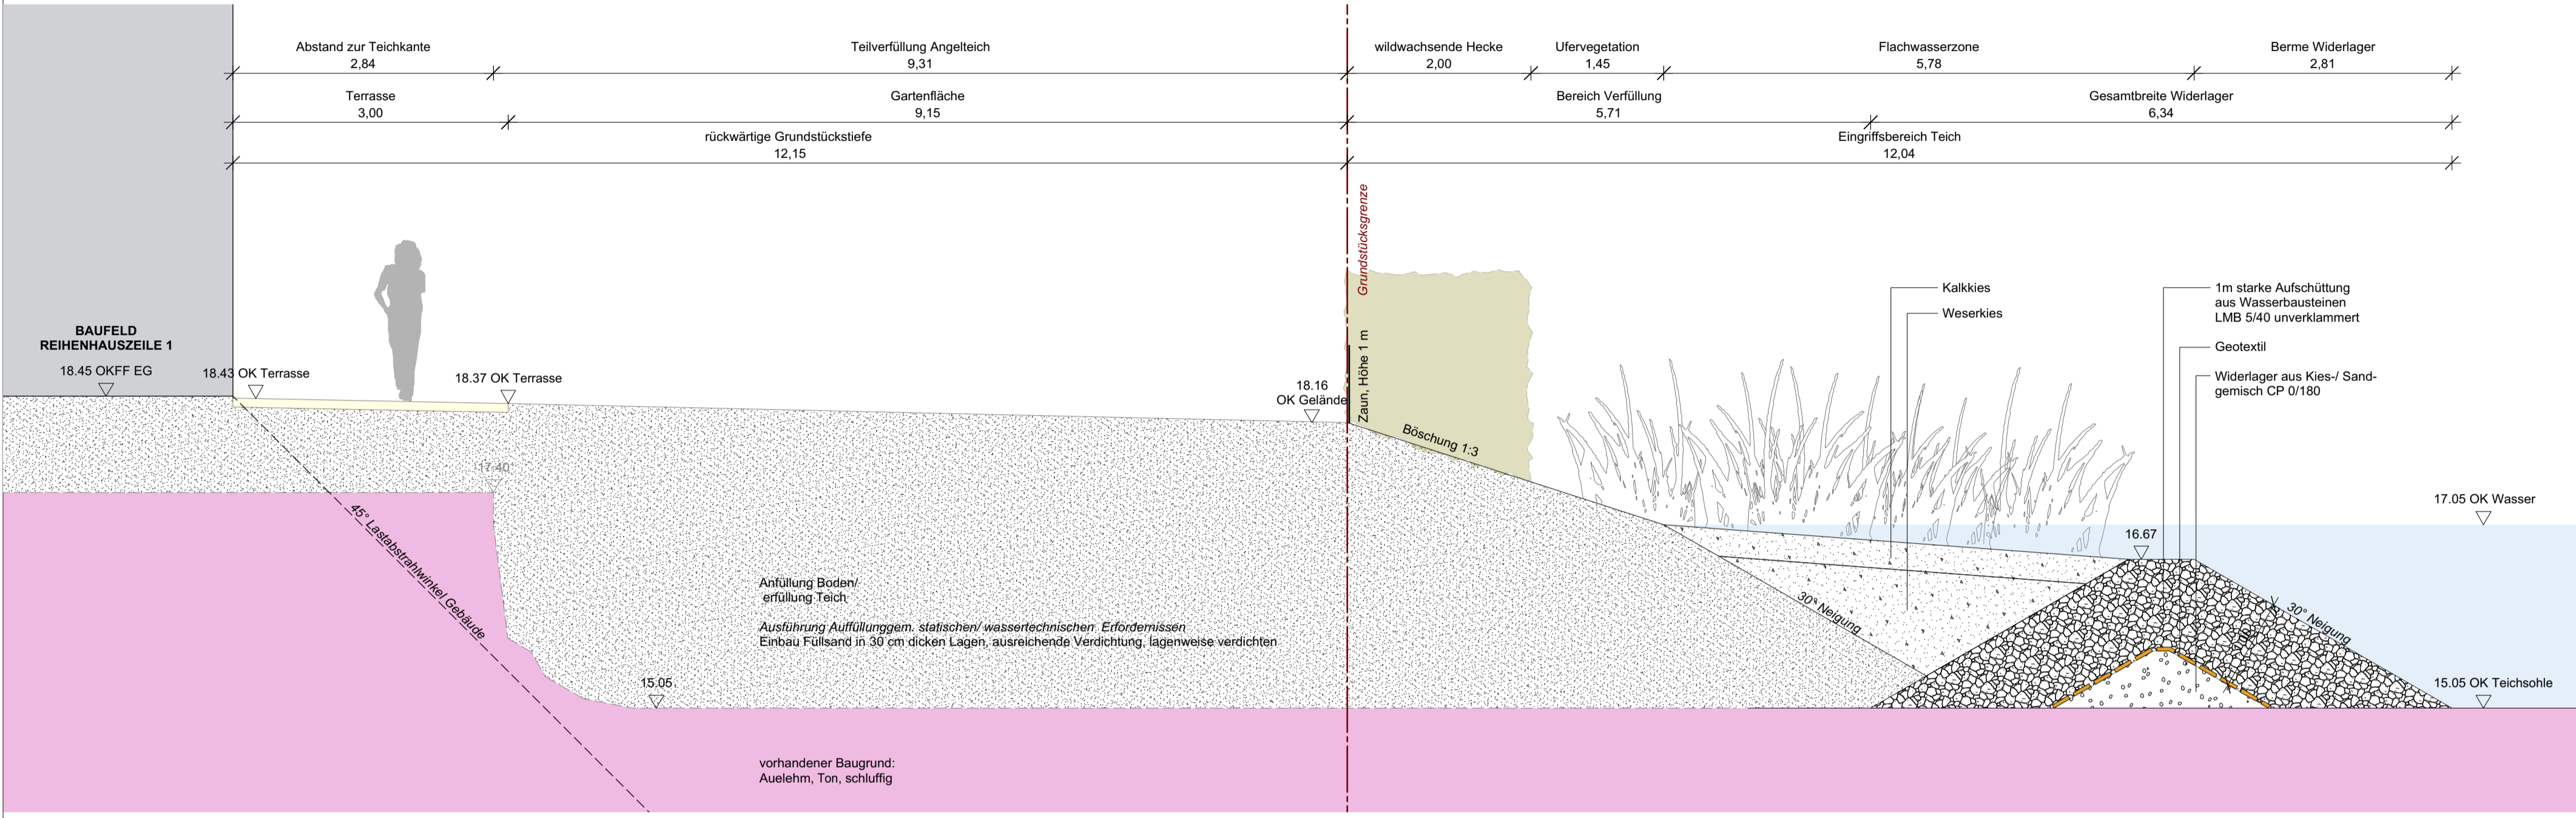 Abstand zur Teichkante
2,84
Teilverfüllung Angelteich
9,31
wildwachsende Hecke
2,00
Ufervegetation
1,45
Flachwasserzone
5,78
Berme Widerlager
2,81
Terrasse
3,00
Gartenfläche
9,15
Bereich Verfüllung
5,71
Gesamtbreite Widerlager
6,34
rückwärtige Grundstückstiefe
12,15
Eingriffsbereich Teich
12,04
Grundstücksgrenze
BAUFELD
REIHENHAUSZEILE 1
18.45 OKFF EG
18.43 OK Terrasse
18.37 OK Terrasse
18.16
OK Gelände
Zaun, Höhe 1 m
Böschung 1:3
Kalkkies
Weserkies
1m starke Aufschüttung
aus Wasserbausteinen
LMB 5/40 unverklammert
Geotextil
Widerlager aus Kies-/ Sand-
gemisch CP 0/180
17.40
45° Lastabstrahlwinkel Gebäude
17.05 OK Wasser
16.67
30° Neigung
30° Neigung
Anfüllung Boden/
erfüllung Teich
Ausführung Auffüllunggem. statischen/ wassertechnischen Erfordernissen
Einbau Füllsand in 30 cm dicken Lagen, ausreichende Verdichtung, lagenweise verdichten
15.05
15.05 OK Teichsohle
vorhandener Baugrund:
Auelehm, Ton, schluffig